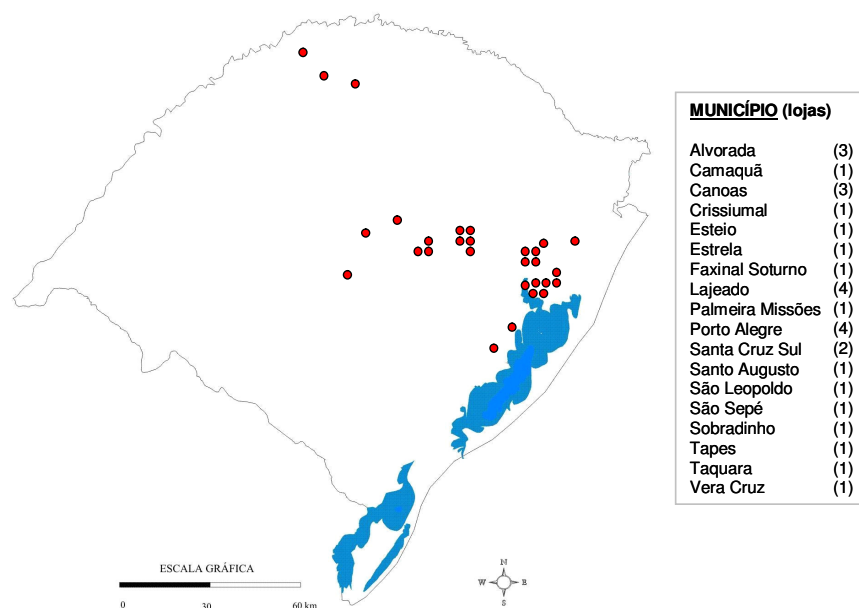 MUNICÍPIO (lojas)
Alvorada (3)
Camaquã (1)
Canoas (3)
Crissiumal (1)
Esteio (1)
Estrela (1)
Faxinal Soturno (1)
Lajeado (4)
Palmeira Missões (1)
Porto Alegre (4)
Santa Cruz Sul (2)
Santo Augusto (1)
São Leopoldo (1)
São Sepé (1)
Sobradinho (1)
Tapes (1)
Taquara (1)
Vera Cruz (1)
ESCALA GRÁFICA
0 30 60 km
N
W E
S